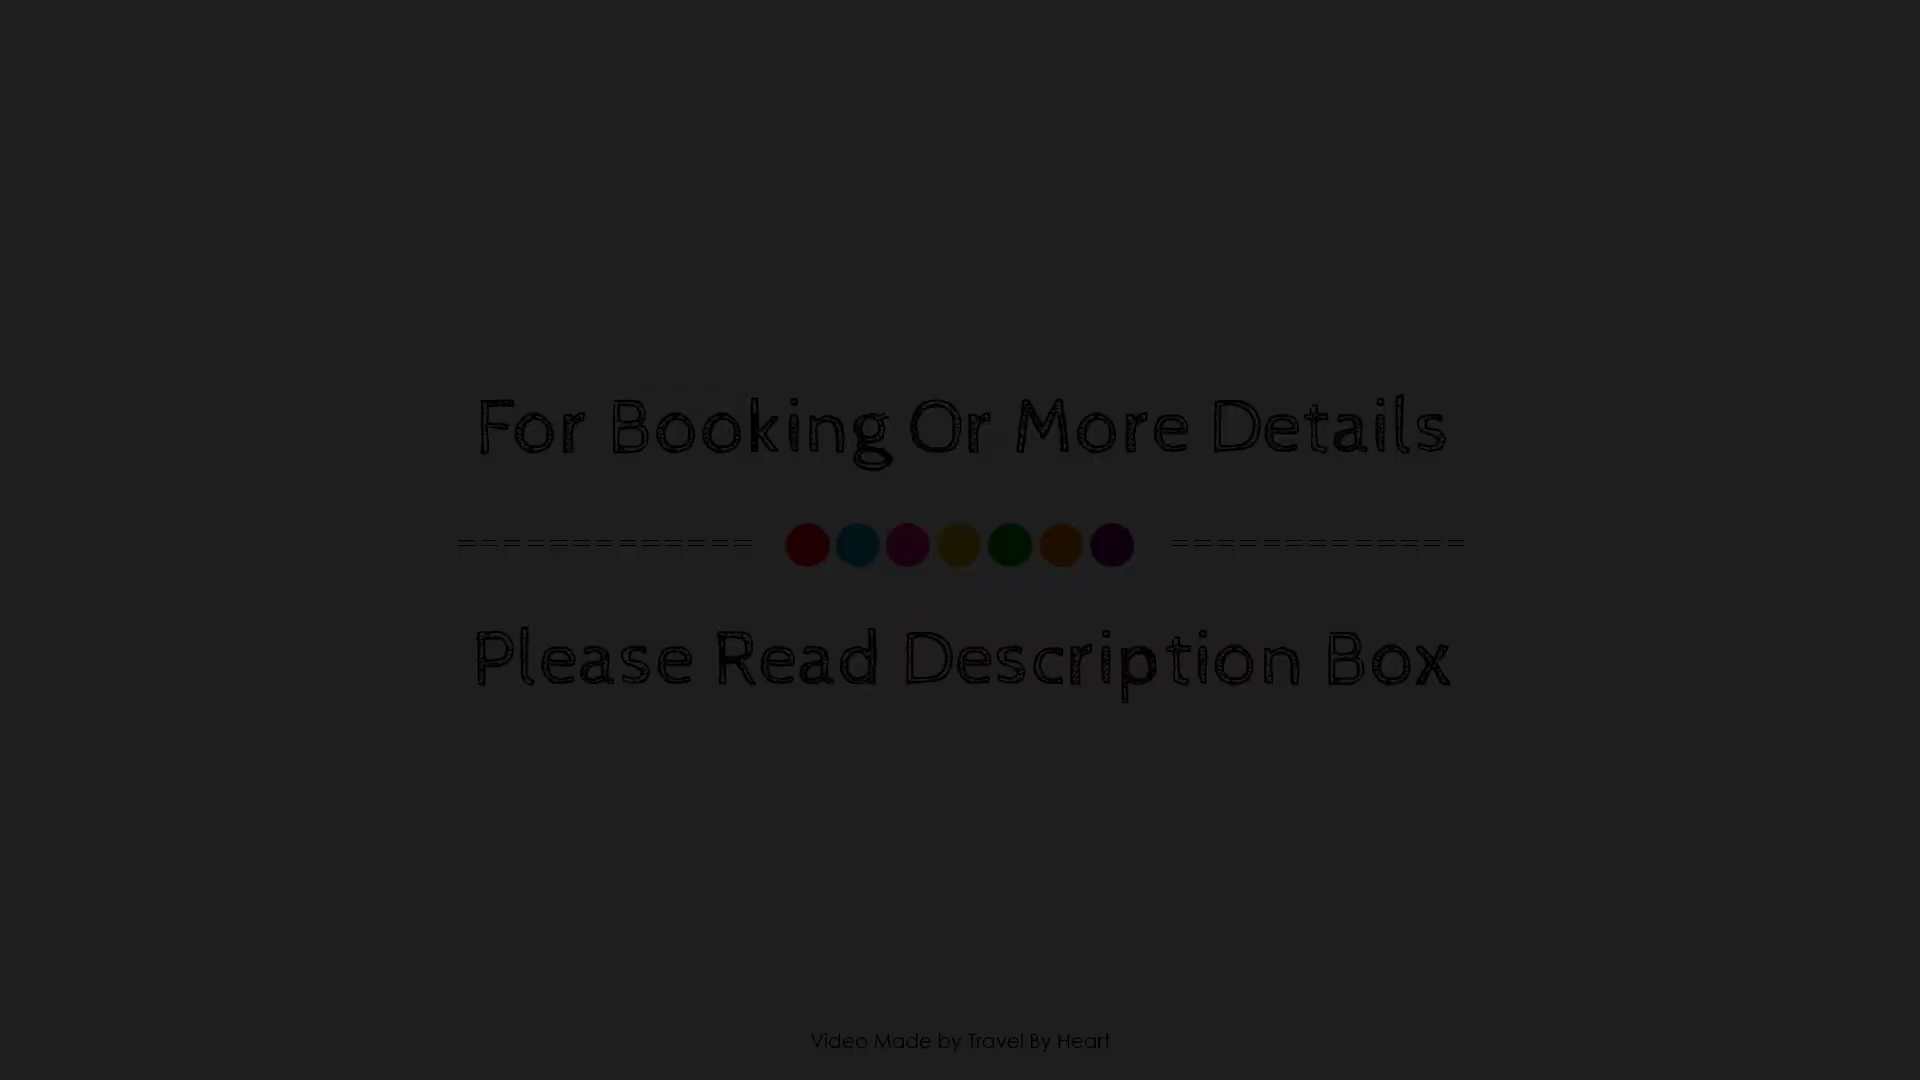 For Booking Or More Details
============= =============
Please Read Description Box
Video Made by Travel By Heart